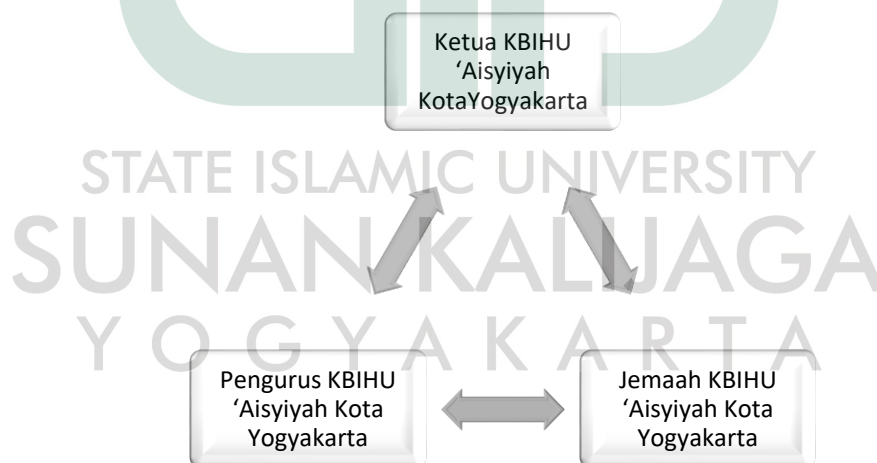 Ketua KBIHU
‘Aisyiyah
KotaYogyakarta
STATE ISLAMIC UNIVERSITY
SUNAN KALIJAGA
YOGYAKARTA
Pengurus KBIHU
‘Aisyiyah Kota
Yogyakarta
Jemaah KBIHU
‘Aisyiyah Kota
Yogyakarta